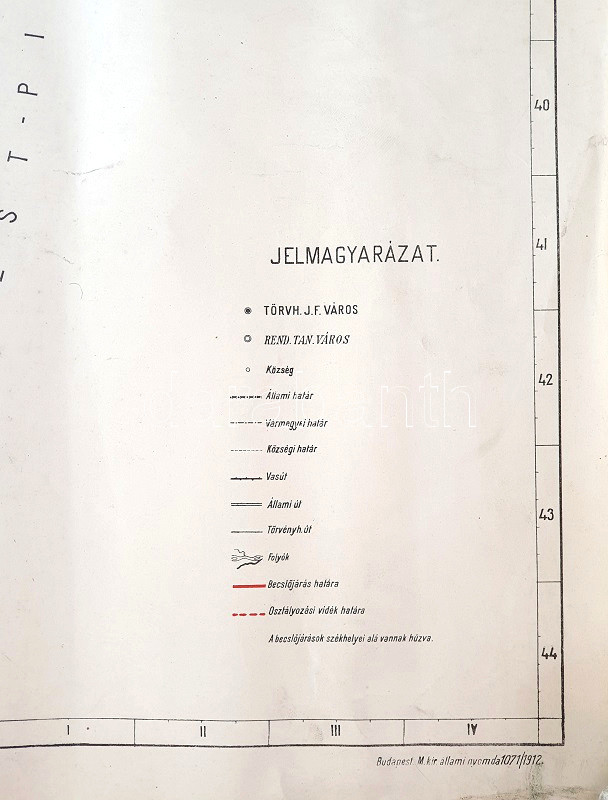 S T - P I
40
41
JELMAGYARÁZAT.
TÖRVH. J. F. VÁROS
REND. TAN. VÁROS
Község
42
Állami határ
Vármegyei határ
Községi határ
Vasút
Állami út
43
Törvényh. út
Folyók
Becslőjárás határa
Osztályozási vidék határa
A becslőjárások székhelyei alá vannak húzva.
44
I II III IV
Budapest. M. kir. állami nyomda 1071/1912.